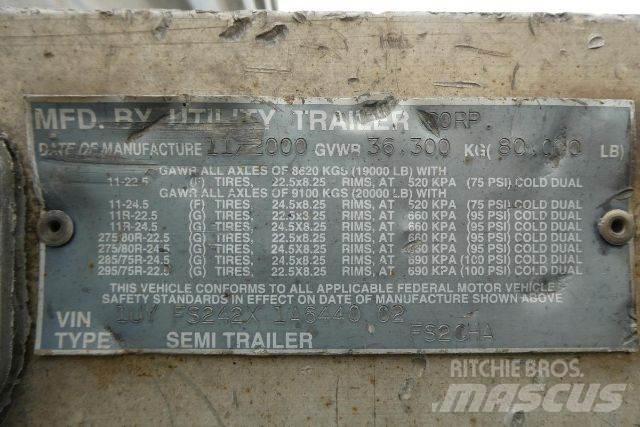 MFD. BY UTILITY TRAILER CORP.
DATE OF MANUFACTURE 11/2000 GVWR 36,300 KG( 80,000 LB)
GAWR ALL AXLES OF 8620 KGS (19000 LB) WITH
11-22.5 (F) TIRES, 22.5x8.25 RIMS, AT 520 KPA (75 PSI) COLD DUAL
GAWR ALL AXLES OF 9100 KGS (20000 LB) WITH
11-24.5 (F) TIRES, 24.5x8.25 RIMS, AT 520 KPA (75 PSI) COLD DUAL
11R-22.5 (G) TIRES, 22.5x8.25 RIMS, AT 660 KPA (95 PSI) COLD DUAL
11R-24.5 (G) TIRES, 24.5X8.25 RIMS, AT 660 KPA (95 PSI) COLD DUAL
275/80R-22.5 (G) TIRES, 22.5X8.25 RIMS, AT 660 KPA (95 PSI) COLD DUAL
275/80R-24.5 (G) TIRES, 24.5X8.25 RIMS, AT 660 KPA (95 PSI) COLD DUAL
285/75R-24.5 (G) TIRES, 24.5X8.25 RIMS, AT 690 KPA (100 PSI) COLD DUAL
295/75R-22.5 (G) TIRES, 22.5X8.25 RIMS, AT 690 KPA (100 PSI) COLD DUAL
THIS VEHICLE CONFORMS TO ALL APPLICABLE FEDERAL MOTOR VEHICLE
SAFETY STANDARDS IN EFFECT ON DATE OF MANUFACTURE SHOWN ABOVE
VIN 1UY FS242X 1A6440 02
TYPE SEMI TRAILER FS2CHA
RITCHIE BROS.
MASCUS